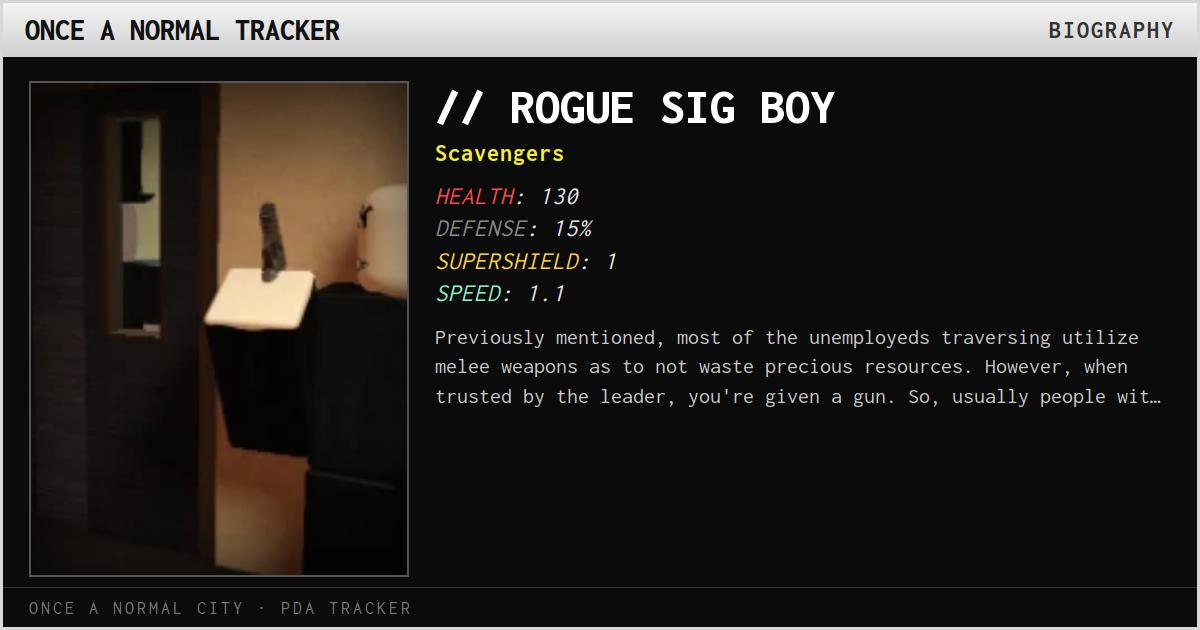 ONCE A NORMAL TRACKER
BIOGRAPHY
// ROGUE SIG BOY
Scavengers
HEALTH: 130
DEFENSE: 15%
SUPERSHIELD: 1
SPEED: 1.1
Previously mentioned, most of the unemployeds traversing utilize
melee weapons as to not waste precious resources. However, when
trusted by the leader, you're given a gun. So, usually people wit…
ONCE A NORMAL CITY · PDA TRACKER